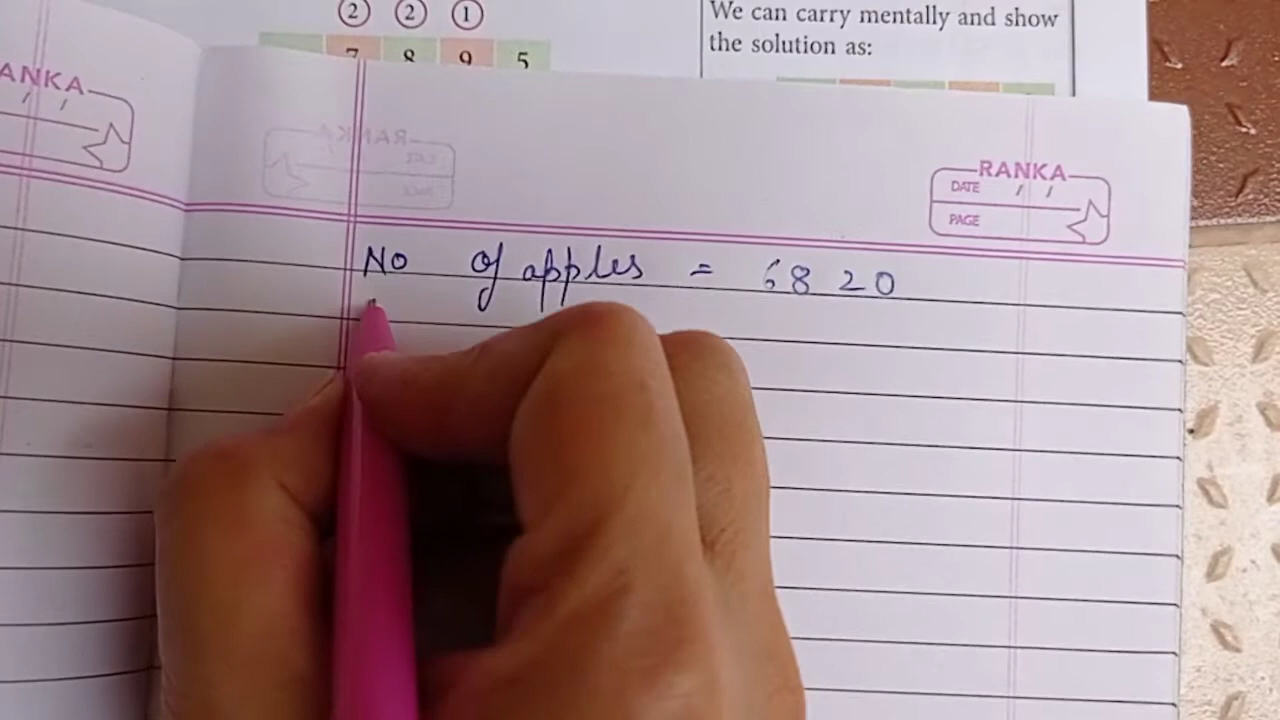 ② ② ①
7 8 9 5
We can carry mentally and show
the solution as:
ANKA
/ /
RANKA
RANKA
DATE / /
PAGE
No of apples = 6820